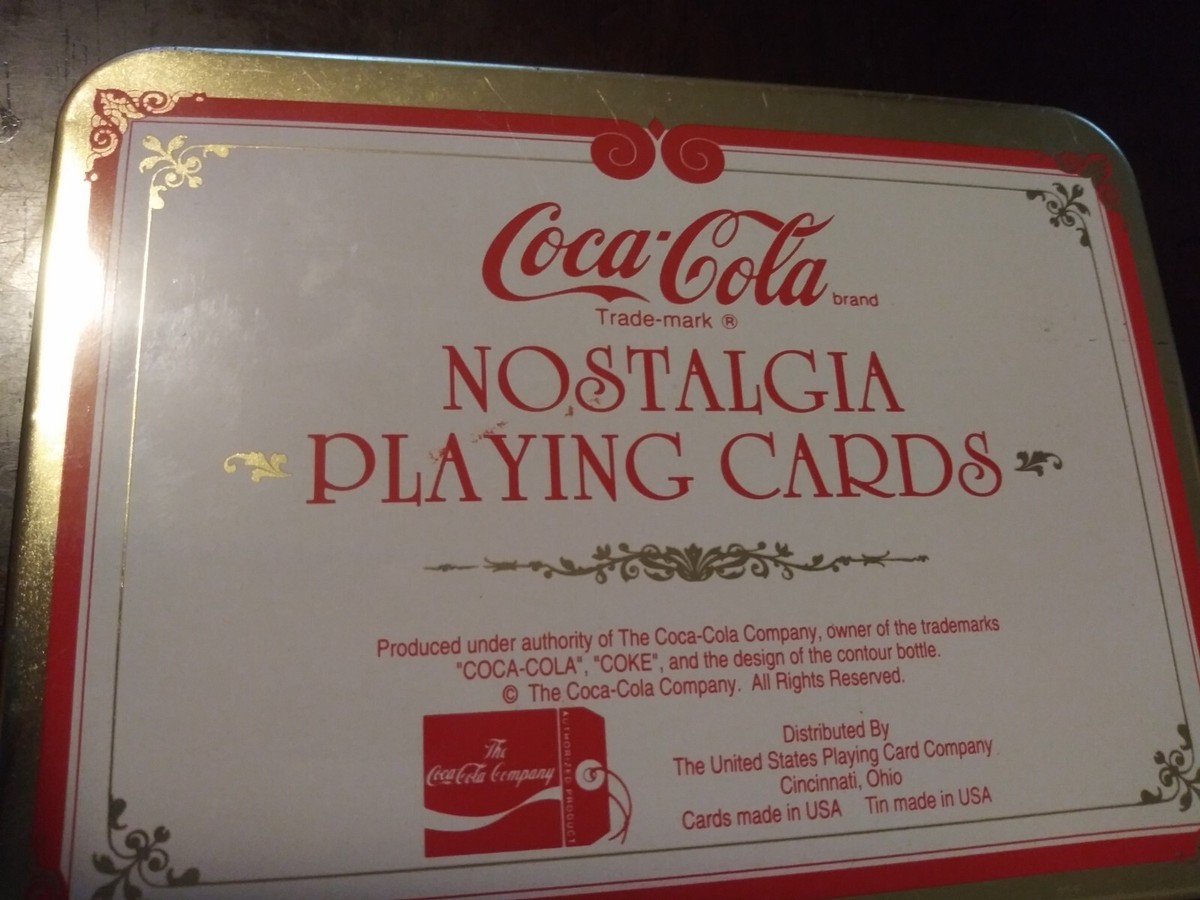 Coca-Cola brand
Trade-mark ®
NOSTALGIA
PLAYING CARDS
Produced under authority of The Coca-Cola Company, owner of the trademarks
"COCA-COLA", "COKE", and the design of the contour bottle.
© The Coca-Cola Company. All Rights Reserved.
The
Coca-Cola Company
AUTHORIZED PRODUCT
Distributed By
The United States Playing Card Company
Cincinnati, Ohio
Cards made in USA Tin made in USA